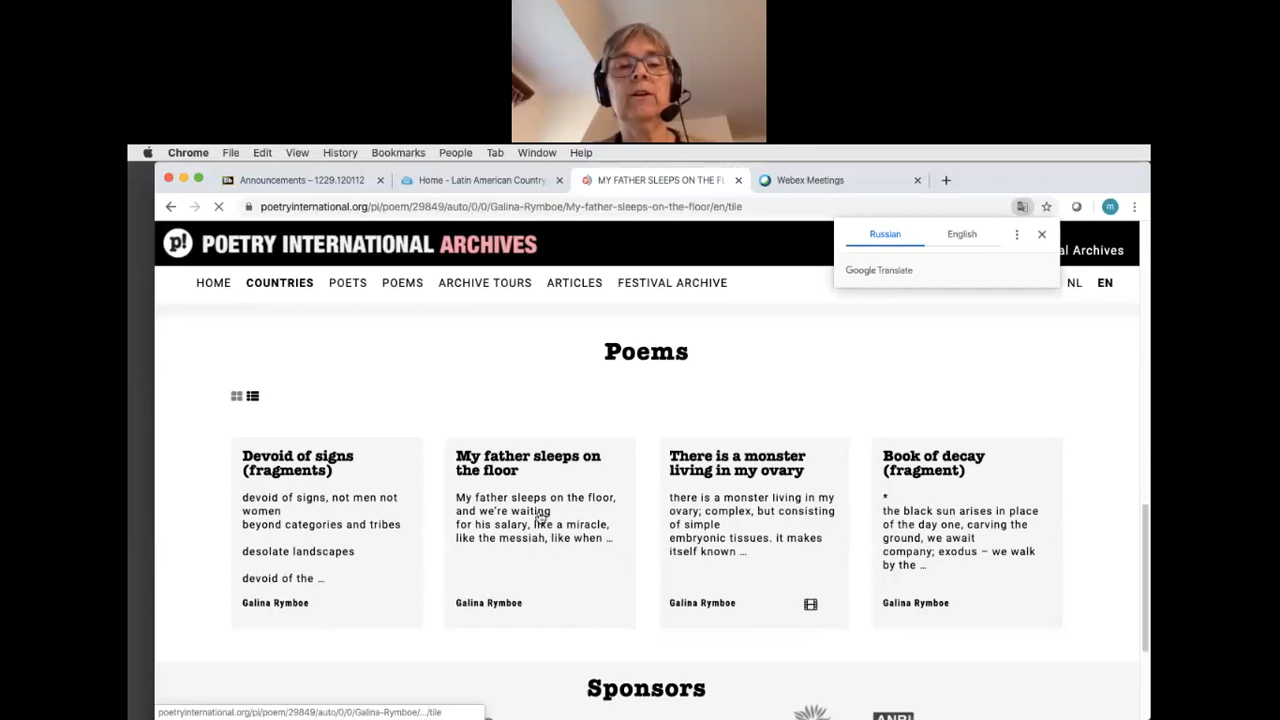 Chrome File Edit View History Bookmarks People Tab Window Help
Announcements – 1229.120112
Home - Latin American Country
MY FATHER SLEEPS ON THE FL
Webex Meetings
poetryinternational.org/pi/poem/29849/auto/0/0/Galina-Rymboe/My-father-sleeps-on-the-floor/en/tile
m
Russian English
Google Translate
p! POETRY INTERNATIONAL ARCHIVES
al Archives
HOME COUNTRIES POETS POEMS ARCHIVE TOURS ARTICLES FESTIVAL ARCHIVE NL EN
Poems
Devoid of signs
(fragments)
devoid of signs, not men not
women
beyond categories and tribes
desolate landscapes
devoid of the ...
Galina Rymboe
My father sleeps on
the floor
My father sleeps on the floor,
and we're waiting
for his salary, like a miracle,
like the messiah, like when ...
Galina Rymboe
There is a monster
living in my ovary
there is a monster living in my
ovary; complex, but consisting
of simple
embryonic tissues. it makes
itself known ...
Galina Rymboe
Book of decay
(fragment)
*
the black sun arises in place
of the day one, carving the
ground, we await
company; exodus – we walk
by the ...
Galina Rymboe
Sponsors
ANBI
poetryinternational.org/pi/poem/29849/auto/0/0/Galina-Rymboe/.../tile